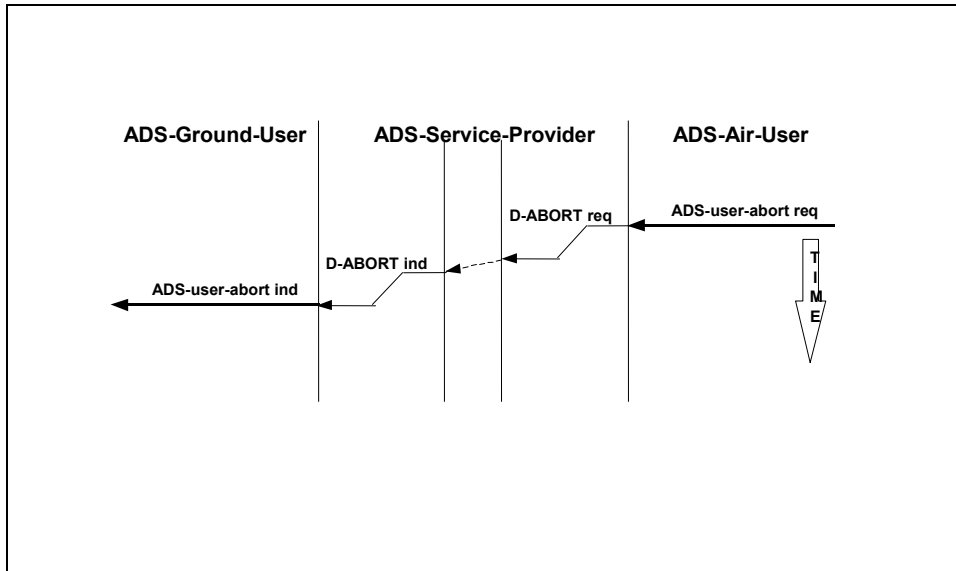 ADS-Ground-User
ADS-Service-Provider
ADS-Air-User
ADS-user-abort req
D-ABORT req
D-ABORT ind
ADS-user-abort ind
TIME